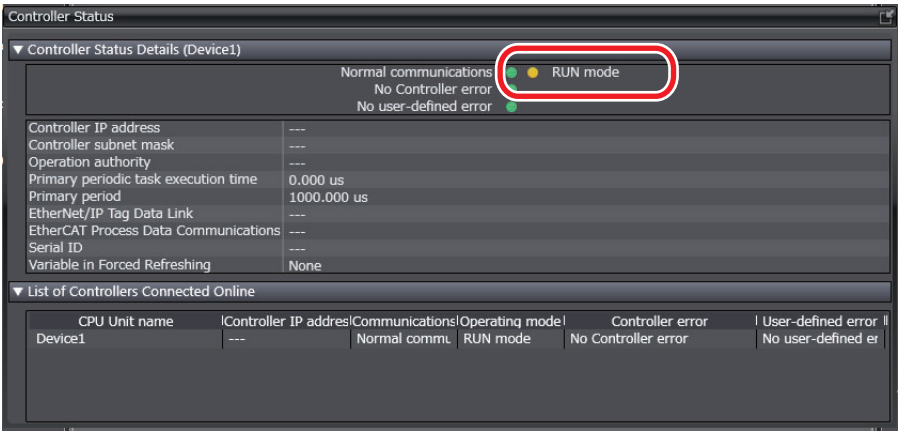 Controller Status
Controller Status Details (Device1)
Normal communications RUN mode
No Controller error
No user-defined error
Controller IP address ---
Controller subnet mask ---
Operation authority ---
Primary periodic task execution time 0.000 us
Primary period 1000.000 us
EtherNet/IP Tag Data Link ---
EtherCAT Process Data Communications ---
Serial ID ---
Variable in Forced Refreshing None
List of Controllers Connected Online
CPU Unit name Controller IP addres Communications Operating mode Controller error User-defined error
Device1 --- Normal commu RUN mode No Controller error No user-defined er